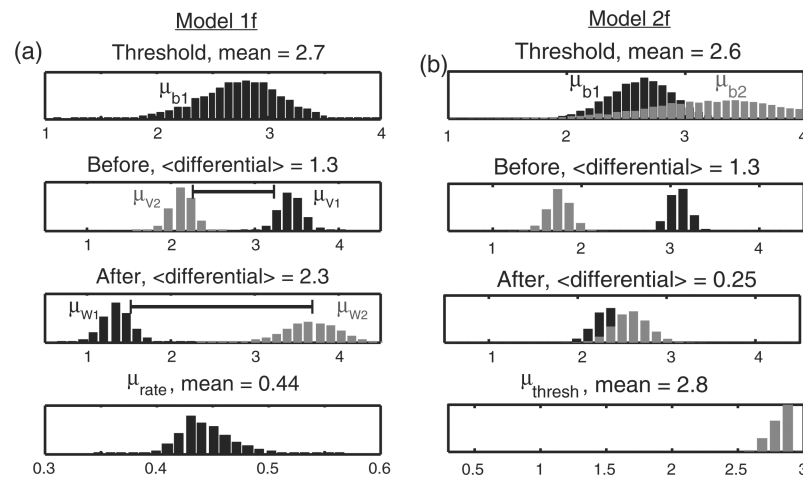 Model 1f
(a)
Threshold, mean = 2.7
μb1
1 2 3 4
Before, <differential> = 1.3
μV2 μV1
1 2 3 4
After, <differential> = 2.3
μW1 μW2
1 2 3 4
μrate, mean = 0.44
0.3 0.4 0.5 0.6
Model 2f
(b)
Threshold, mean = 2.6
μb1 μb2
1 2 3 4
Before, <differential> = 1.3
1 2 3 4
After, <differential> = 0.25
1 2 3 4
μthresh, mean = 2.8
0.5 1 1.5 2 2.5 3